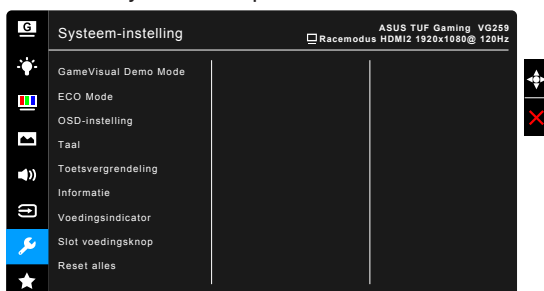 G
Systeem-instelling
ASUS TUF Gaming VG259
Racemodus HDMI2 1920x1080@ 120Hz
GameVisual Demo Mode
ECO Mode
OSD-instelling
Taal
Toetsvergrendeling
Informatie
Voedingsindicator
Slot voedingsknop
Reset alles